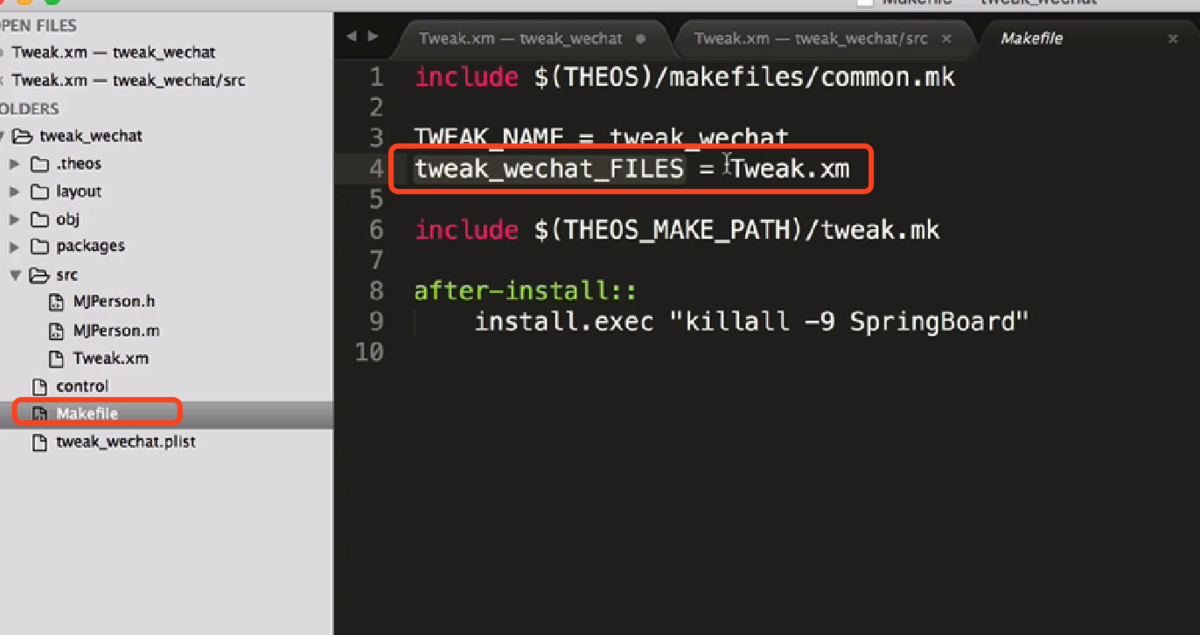 Makefile — tweak_wechat
OPEN FILES
Tweak.xm — tweak_wechat
Tweak.xm — tweak_wechat/src
FOLDERS
tweak_wechat
.theos
layout
obj
packages
src
MJPerson.h
MJPerson.m
Tweak.xm
control
Makefile
tweak_wechat.plist
Tweak.xm — tweak_wechat
Tweak.xm — tweak_wechat/src
Makefile
1 include $(THEOS)/makefiles/common.mk
2
3 TWEAK_NAME = tweak_wechat
4 tweak_wechat_FILES = Tweak.xm
5
6 include $(THEOS_MAKE_PATH)/tweak.mk
7
8 after-install::
9 install.exec "killall -9 SpringBoard"
10